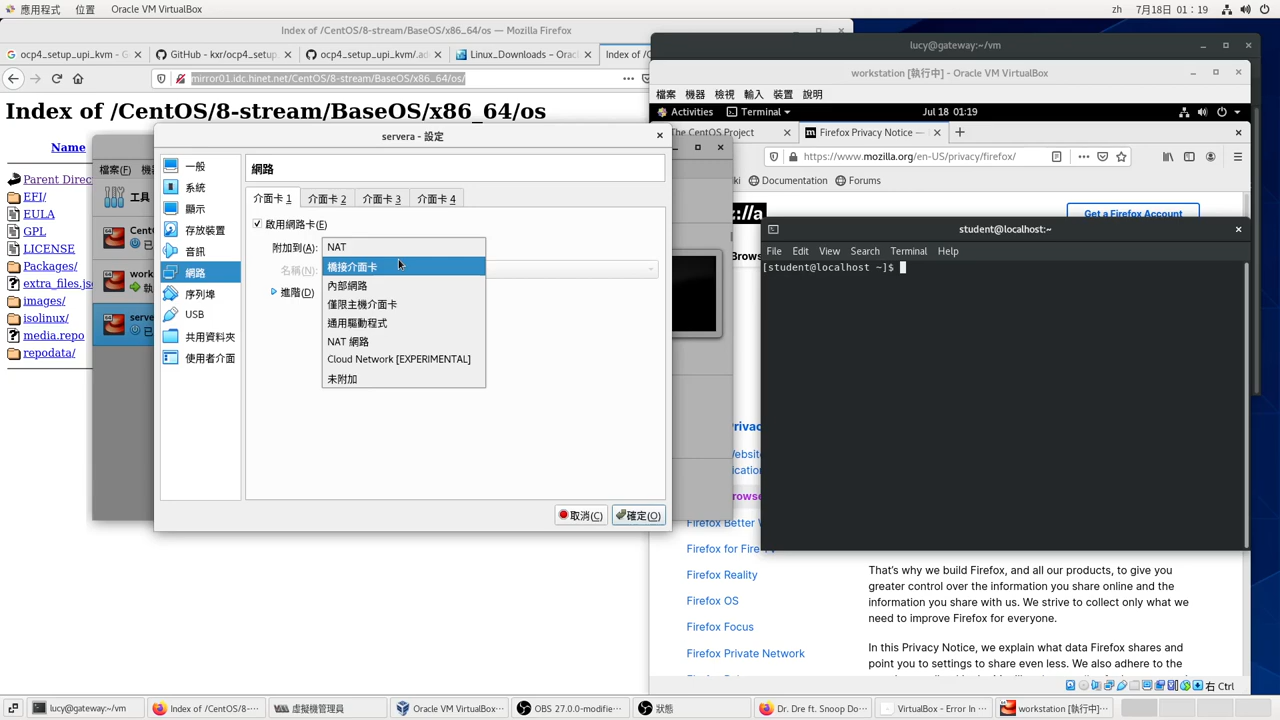 應用程式 位置 Oracle VM VirtualBox
zh 7月18日 01：19
Index of /CentOS/8-stream/BaseOS/x86_64/os/ — Mozilla Firefox
ocp4_setup_upi_kvm -
GitHub - kxr/ocp4_setup_
ocp4_setup_upi_kvm/.ado
Linux_Downloads – Orac
Index of /
mirror01.idc.hinet.net/CentOS/8-stream/BaseOS/x86_64/os/
Index of /CentOS/8-stream/BaseOS/x86_64/os
Name
Parent Direc
EFI/
EULA
GPL
LICENSE
Packages/
extra_files.jso
images/
isolinux/
media.repo
repodata/
檔案(F)
工具
Cent
work
serve
servera - 設定
一般
系統
顯示
存放裝置
音訊
網路
序列埠
USB
共用資料夾
使用者介面
網路
介面卡 1
介面卡 2
介面卡 3
介面卡 4
啟用網路卡(E)
附加到(A):
NAT
名稱(N):
進階(D)
橋接介面卡
內部網路
僅限主機介面卡
通用驅動程式
NAT 網路
Cloud Network [EXPERIMENTAL]
未附加
取消(C)
確定(O)
lucy@gateway:~/vm
workstation [執行中] - Oracle VM VirtualBox
檔案 機器 檢視 輸入 裝置 說明
Activities
Terminal
Jul 18 01:19
The CentOS Project
Firefox Privacy Notice —
https://www.mozilla.org/en-US/privacy/firefox/
Documentation
Forums
Get a Firefox Account
student@localhost:~
File Edit View Search Terminal Help
[student@localhost ~]$
Firefox for Fire
Firefox Reality
Firefox OS
Firefox Focus
Firefox Private Network
That's why we build Firefox, and all our products, to give you
greater control over the information you share online and the
information you share with us. We strive to collect only what we
need to improve Firefox for everyone.
In this Privacy Notice, we explain what data Firefox shares and
point you to settings to share even less. We also adhere to the
右 Ctrl
lucy@gateway:~/vm
Index of /CentOS/8-...
虛擬機管理員
Oracle VM VirtualBox...
OBS 27.0.0-modifie...
狀態
Dr. Dre ft. Snoop Do...
VirtualBox - Error In ...
workstation [執行中]...